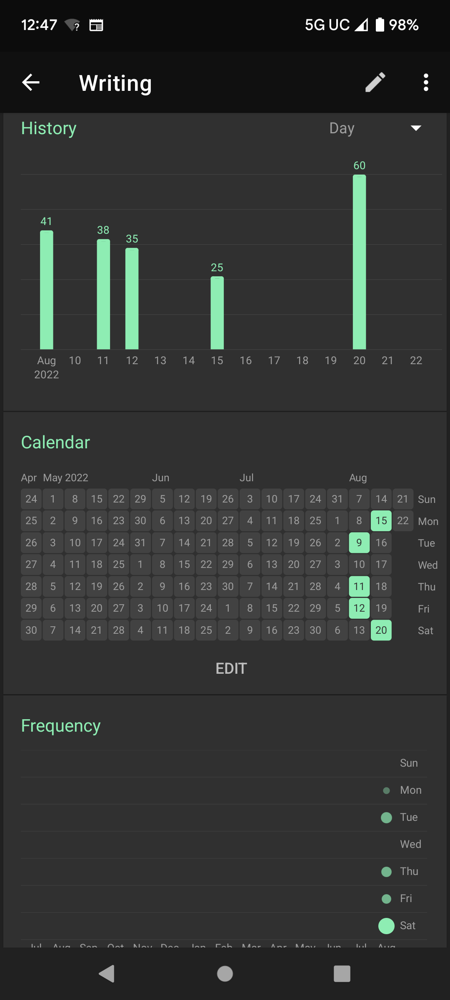 12:47 5G UC 98%
Writing
History Day
60
41
38
35
25
Aug 10 11 12 13 14 15 16 17 18 19 20 21 22
2022
Calendar
Apr May 2022 Jun Jul Aug
24 1 8 15 22 29 5 12 19 26 3 10 17 24 31 7 14 21 Sun
25 2 9 16 23 30 6 13 20 27 4 11 18 25 1 8 15 22 Mon
26 3 10 17 24 31 7 14 21 28 5 12 19 26 2 9 16 Tue
27 4 11 18 25 1 8 15 22 29 6 13 20 27 3 10 17 Wed
28 5 12 19 26 2 9 16 23 30 7 14 21 28 4 11 18 Thu
29 6 13 20 27 3 10 17 24 1 8 15 22 29 5 12 19 Fri
30 7 14 21 28 4 11 18 25 2 9 16 23 30 6 13 20 Sat
EDIT
Frequency
Sun
Mon
Tue
Wed
Thu
Fri
Sat
Jul Aug Sep Oct Nov Dec Jan Feb Mar Apr May Jun Jul Aug